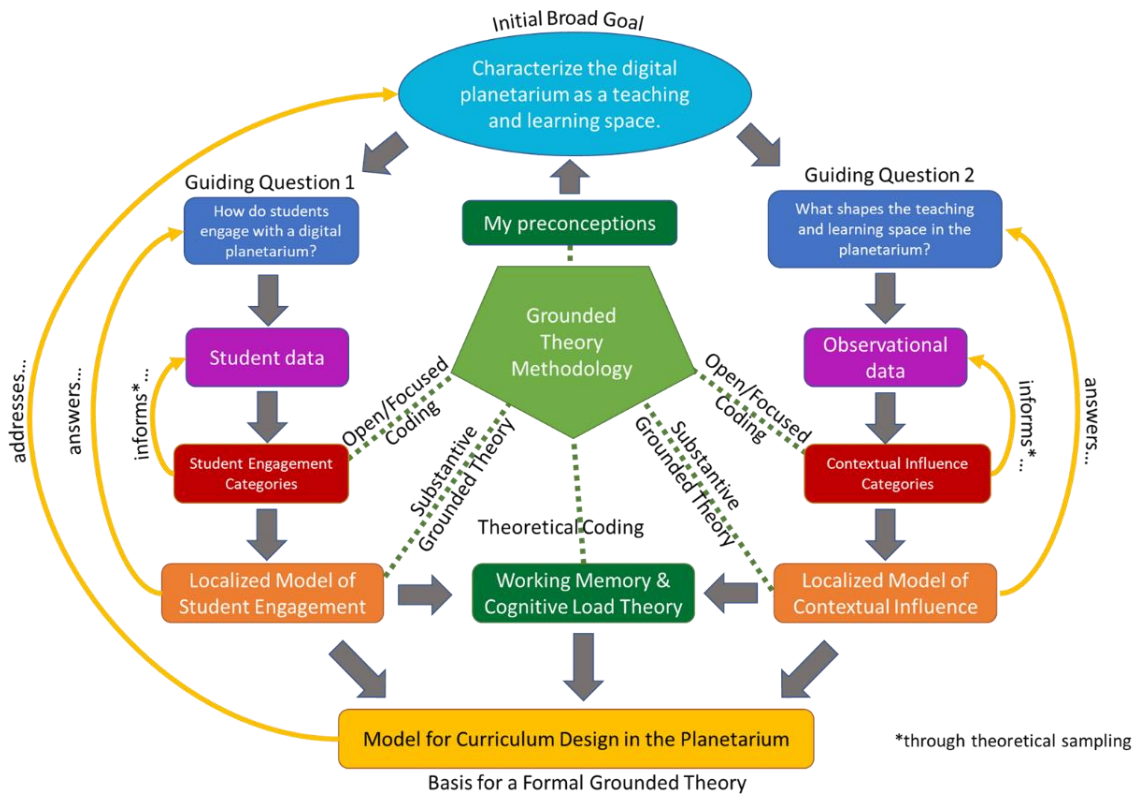 Initial Broad Goal
Characterize the digital
planetarium as a teaching
and learning space.
Guiding Question 1
How do students
engage with a digital
planetarium?
My preconceptions
Guiding Question 2
What shapes the teaching
and learning space in the
planetarium?
Grounded
Theory
Methodology
Student data
Observational
data
addresses...
answers...
informs*...
Open/Focused
Coding
Open/Focused
Coding
informs*...
answers...
Student Engagement
Categories
Contextual Influence
Categories
Substantive
Grounded Theory
Substantive
Grounded Theory
Theoretical Coding
Localized Model of
Student Engagement
Working Memory &
Cognitive Load Theory
Localized Model of
Contextual Influence
Model for Curriculum Design in the Planetarium
*through theoretical sampling
Basis for a Formal Grounded Theory